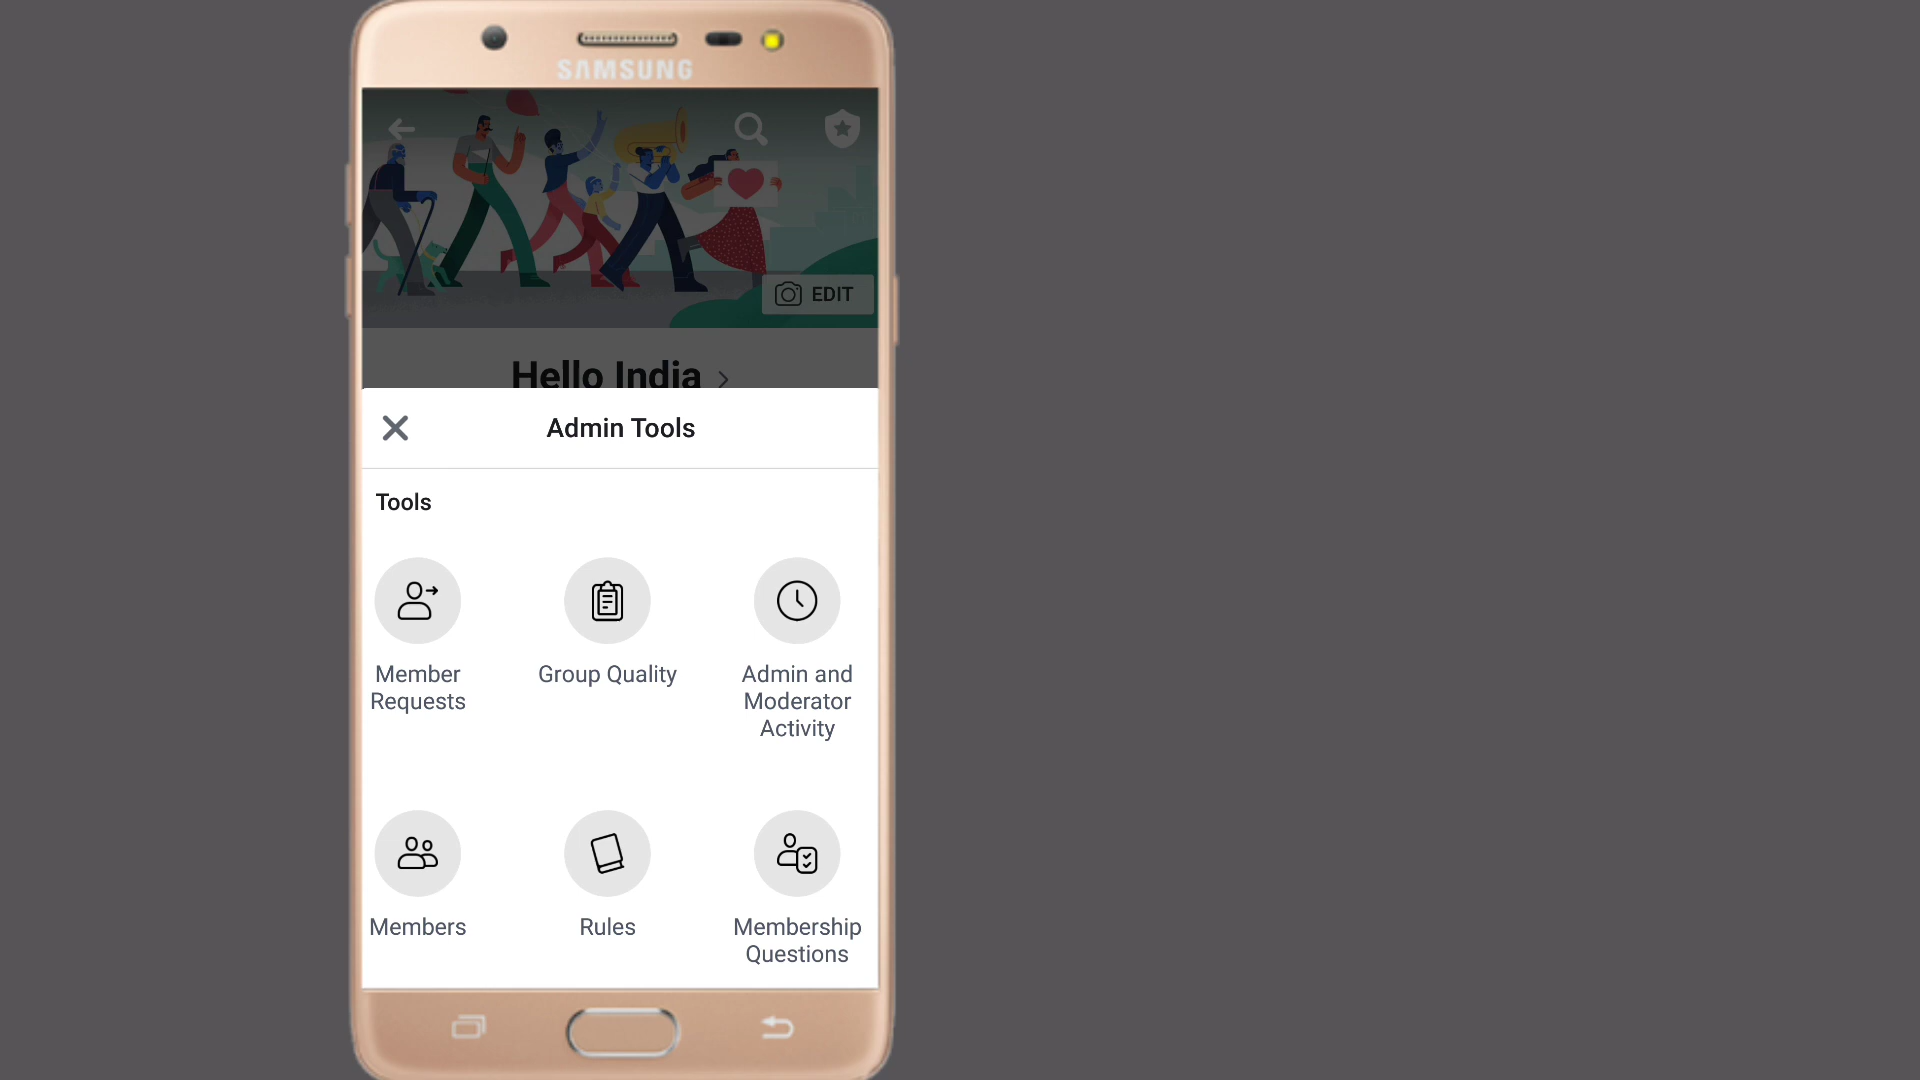 SAMSUNG
EDIT
Hello India
Admin Tools
Tools
Member
Requests
Group Quality
Admin and
Moderator
Activity
Members
Rules
Membership
Questions